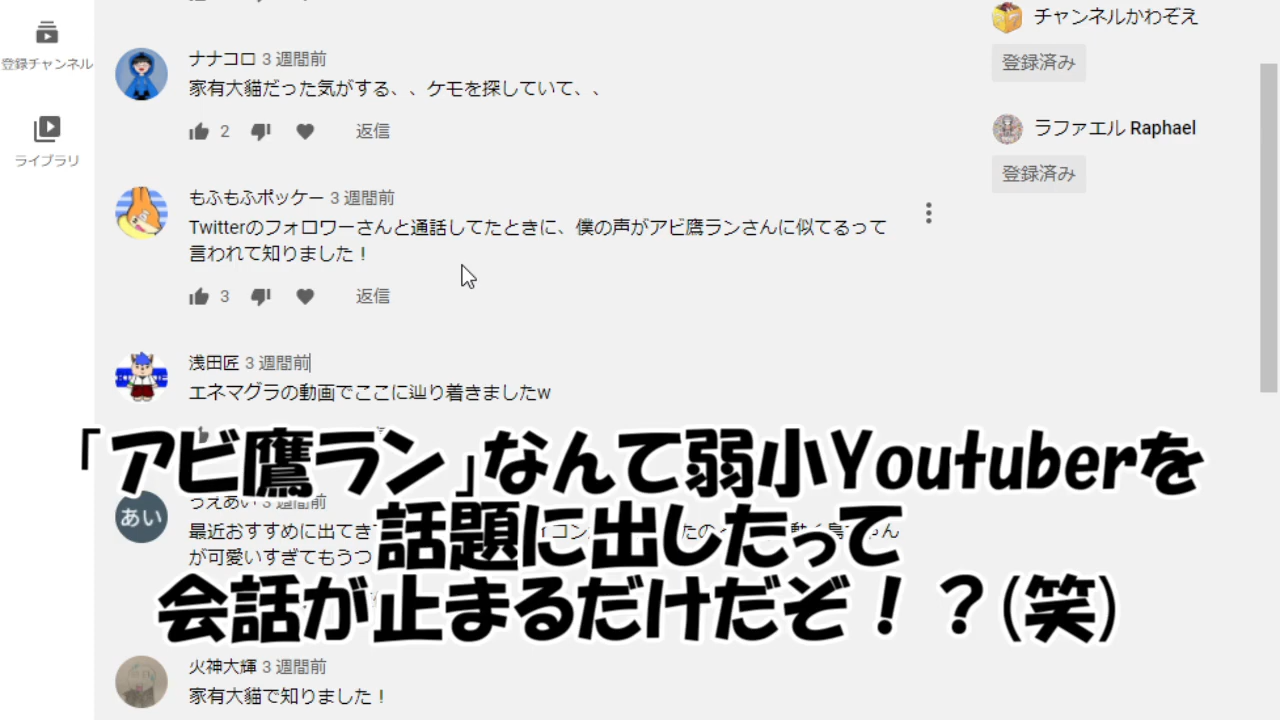 登録チャンネル
ライブラリ
チャンネルかわぞえ
登録済み
ラファエル Raphael
登録済み
ナナコロ 3 週間前
家有大猫だった気がする、、ケモを探していて、、
2 返信
もふもふポッケー 3 週間前
Twitterのフォロワーさんと通話してたときに、僕の声がアビ鷹ランさんに似てるって
言われて知りました！
3 返信
浅田匠 3 週間前
エネマグラの動画でここに辿り着きましたw
「アビ鷹ラン」なんて弱小Youtuberを
話題に出したって
会話が止まるだけだぞ！？(笑)
あい
うえあい 3 週間前
最近おすすめに出てき
が可愛いすぎてもうつ
火神大輝 3 週間前
家有大猫で知りました！